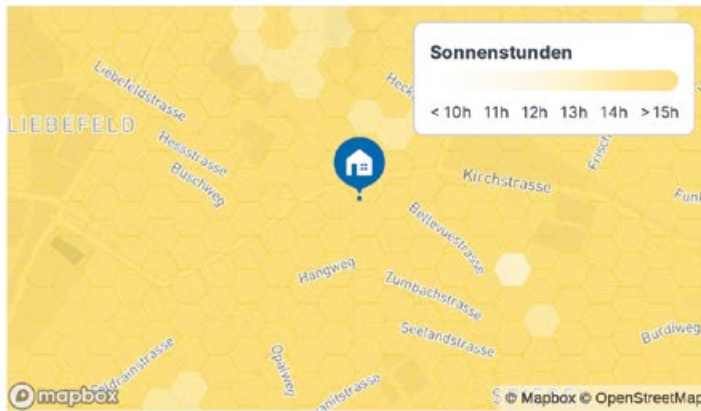 Sonnenstunden
< 10h 11h 12h 13h 14h > 15h
Liebefeldstrasse
LIEBEFELD
Hessstrasse
Buschweg
Kirchstrasse
Bellevuestrasse
Hangweg
Zumbachstrasse
Seelandstrasse
Burdiweg
Opalweg
mapbox
© Mapbox © OpenStreetMap